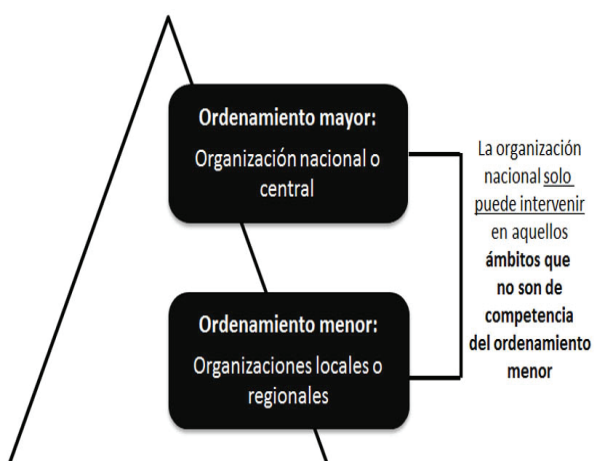 Ordenamiento mayor:
Organización nacional o
central
La organización
nacional solo
puede intervenir
en aquellos
ámbitos que
no son de
competencia
del ordenamiento
menor
Ordenamiento menor:
Organizaciones locales o
regionales